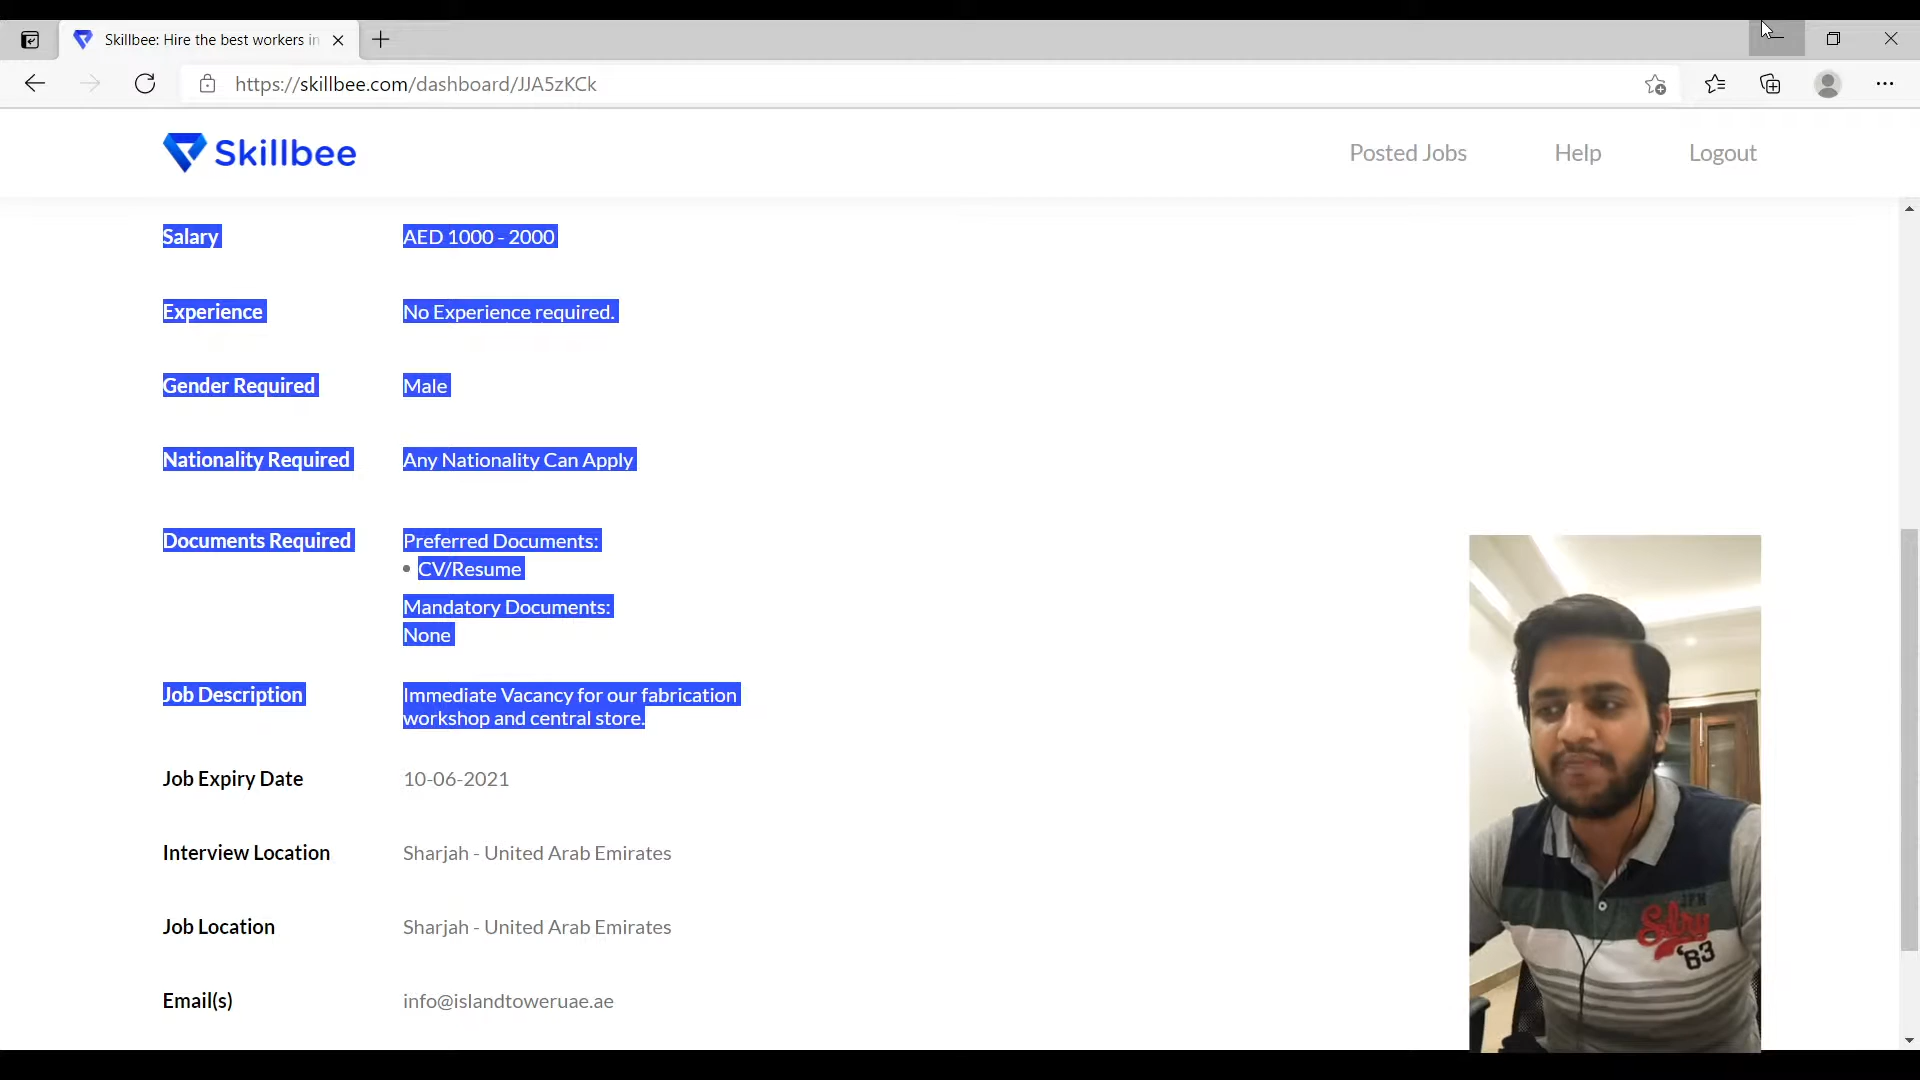 Skillbee: Hire the best workers in
https://skillbee.com/dashboard/JJA5zKCk
Skillbee
Posted Jobs
Help
Logout
Salary
AED 1000 - 2000
Experience
No Experience required.
Gender Required
Male
Nationality Required
Any Nationality Can Apply
Documents Required
Preferred Documents:
• CV/Resume
Mandatory Documents:
None
Job Description
Immediate Vacancy for our fabrication
workshop and central store.
Job Expiry Date
10-06-2021
Interview Location
Sharjah - United Arab Emirates
Job Location
Sharjah - United Arab Emirates
Email(s)
info@islandtoweruae.ae
'63